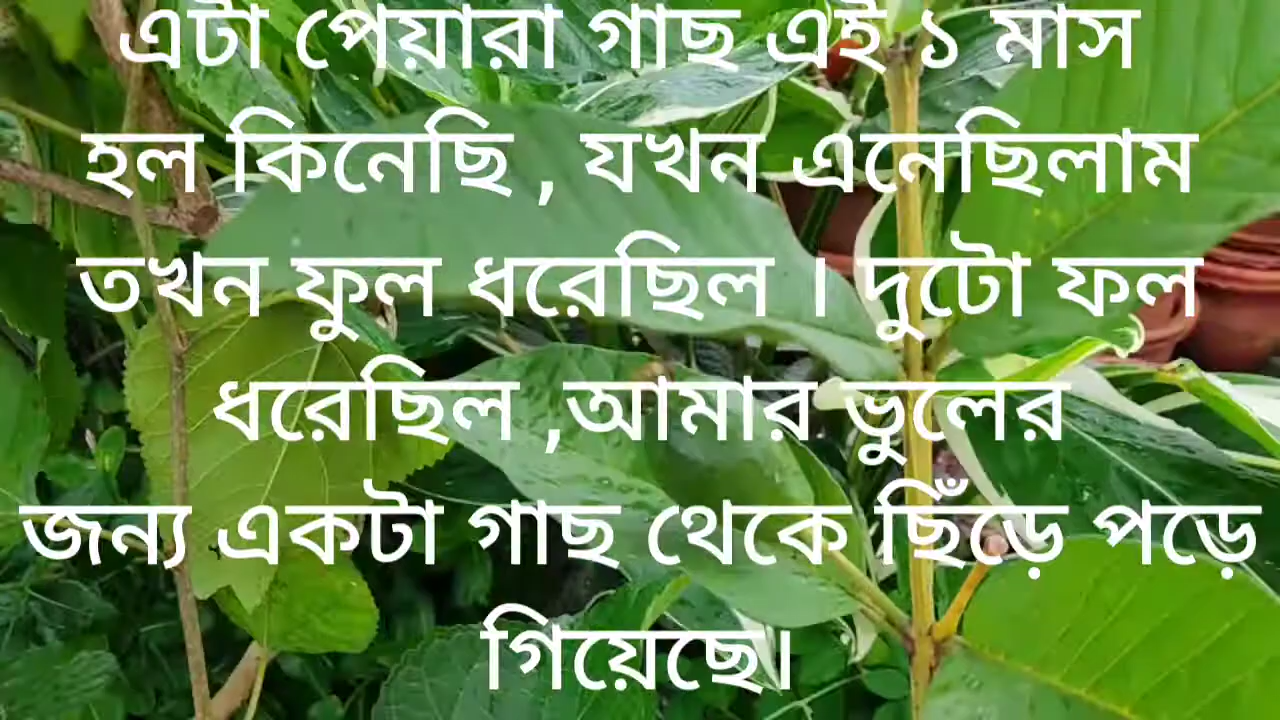 এটা পেয়ারা গাছ এই ১ মাস
হল কিনেছি , যখন এনেছিলাম
তখন ফুল ধরেছিল । দুটো ফল
ধরেছিল ,আমার ভুলের
জন্য একটা গাছ থেকে ছিঁড়ে পড়ে
গিয়েছে।